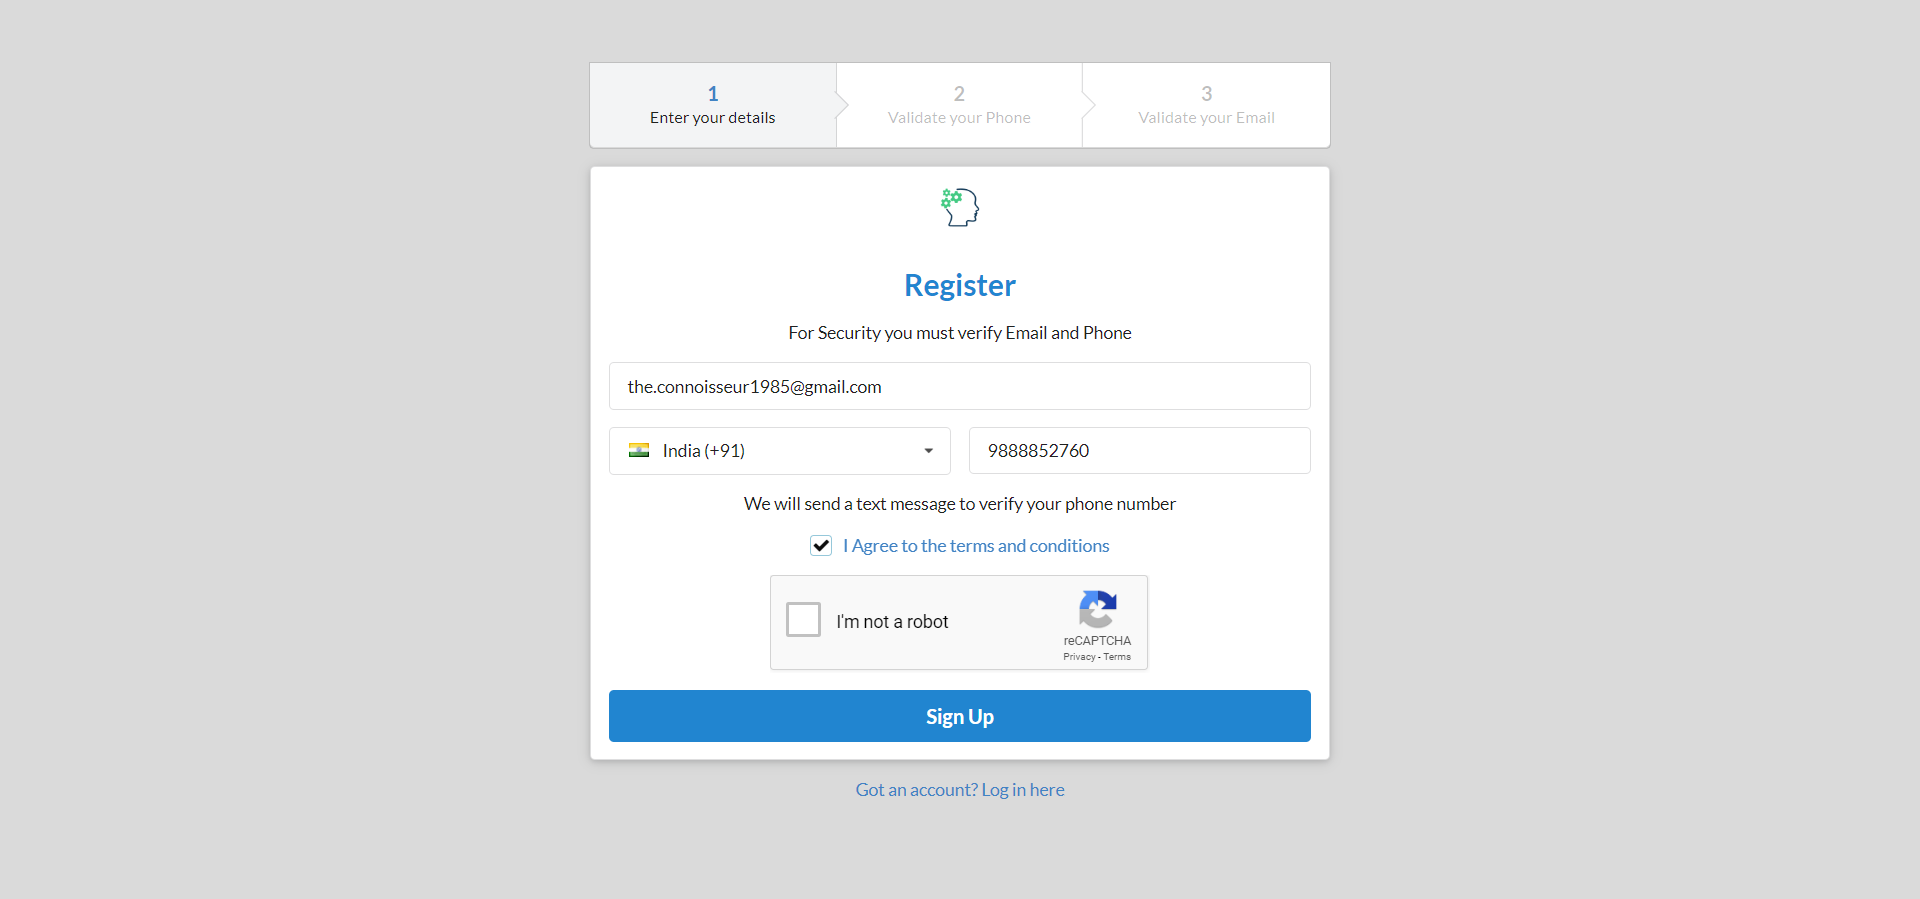 1
Enter your details
2
Validate your Phone
3
Validate your Email
Register
For Security you must verify Email and Phone
the.connoisseur1985@gmail.com
India (+91)
9888852760
We will send a text message to verify your phone number
I Agree to the terms and conditions
I'm not a robot
reCAPTCHA
Privacy - Terms
Sign Up
Got an account? Log in here